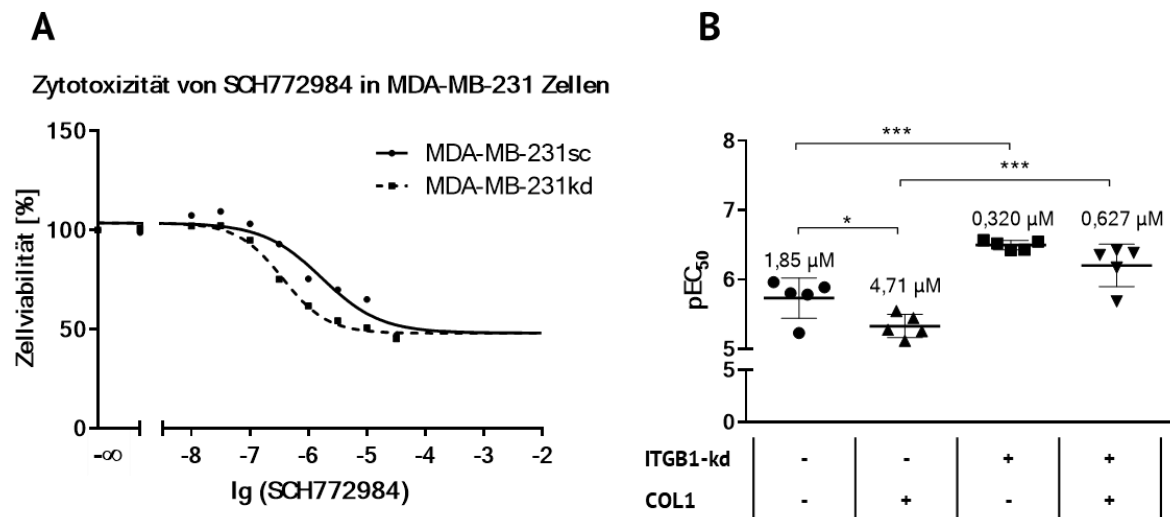 A
Zytotoxizität von SCH772984 in MDA-MB-231 Zellen
150
100
50
0
Zellviabilität [%]
MDA-MB-231sc
MDA-MB-231kd
-∞ -8 -7 -6 -5 -4 -3 -2
lg (SCH772984)
B
8
7
6
5
5
0
pEC50
***
***
*
1,85 µM
4,71 µM
0,320 µM
0,627 µM
ITGB1-kd - - + +
COL1 - + - +